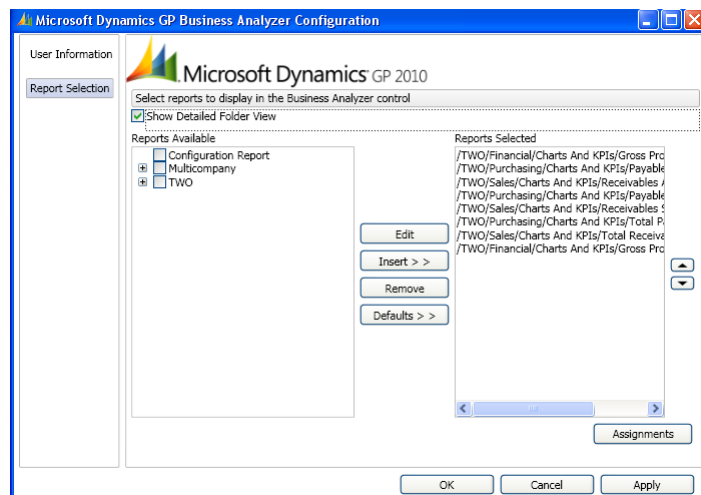 Microsoft Dynamics GP Business Analyzer Configuration
User Information
Report Selection
Microsoft Dynamics GP 2010
Select reports to display in the Business Analyzer control
Show Detailed Folder View
Reports Available
Configuration Report
Multicompany
TWO
Edit
Insert > >
Remove
Defaults > >
Reports Selected
/TWO/Financial/Charts And KPIs/Gross Pro
/TWO/Purchasing/Charts And KPIs/Payable
/TWO/Sales/Charts And KPIs/Receivables A
/TWO/Purchasing/Charts And KPIs/Payable
/TWO/Sales/Charts And KPIs/Receivables S
/TWO/Purchasing/Charts And KPIs/Total P
/TWO/Sales/Charts And KPIs/Total Receiva
/TWO/Financial/Charts And KPIs/Gross Pro
Assignments
OK
Cancel
Apply